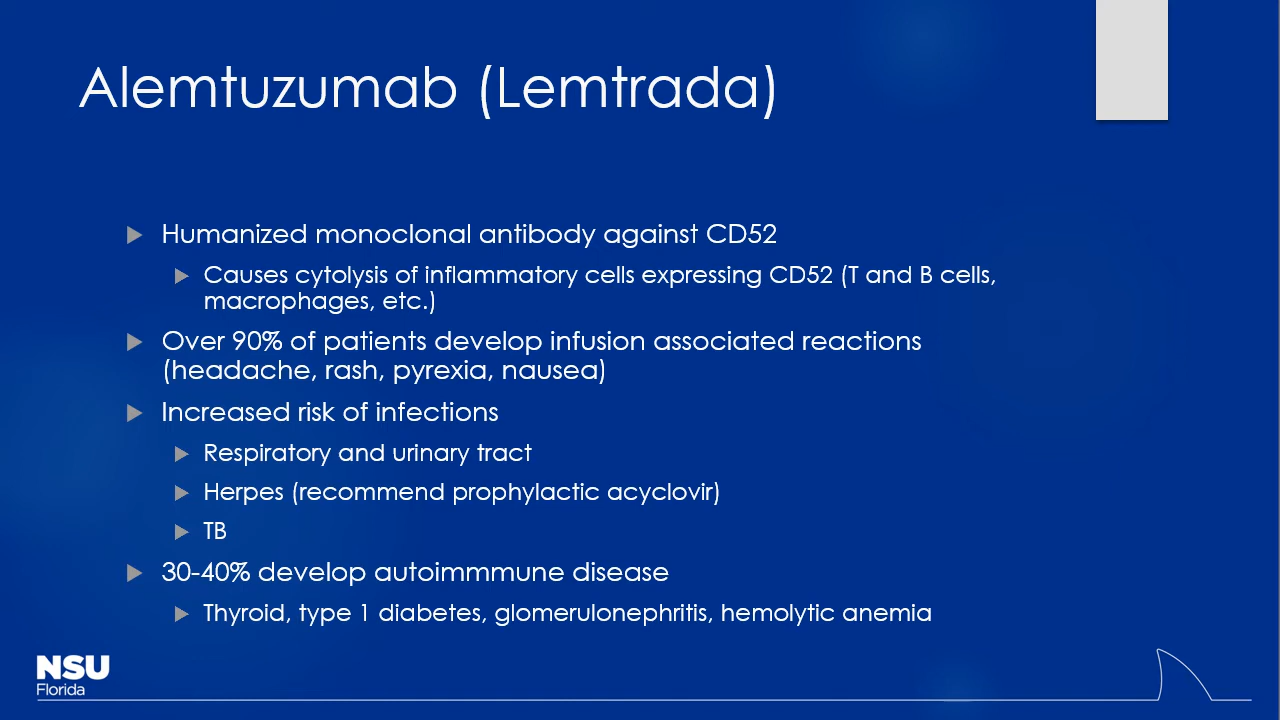 Alemtuzumab (Lemtrada)
Humanized monoclonal antibody against CD52
Causes cytolysis of inflammatory cells expressing CD52 (T and B cells,
macrophages, etc.)
Over 90% of patients develop infusion associated reactions
(headache, rash, pyrexia, nausea)
Increased risk of infections
Respiratory and urinary tract
Herpes (recommend prophylactic acyclovir)
TB
30-40% develop autoimmmune disease
Thyroid, type 1 diabetes, glomerulonephritis, hemolytic anemia
NSU
Florida